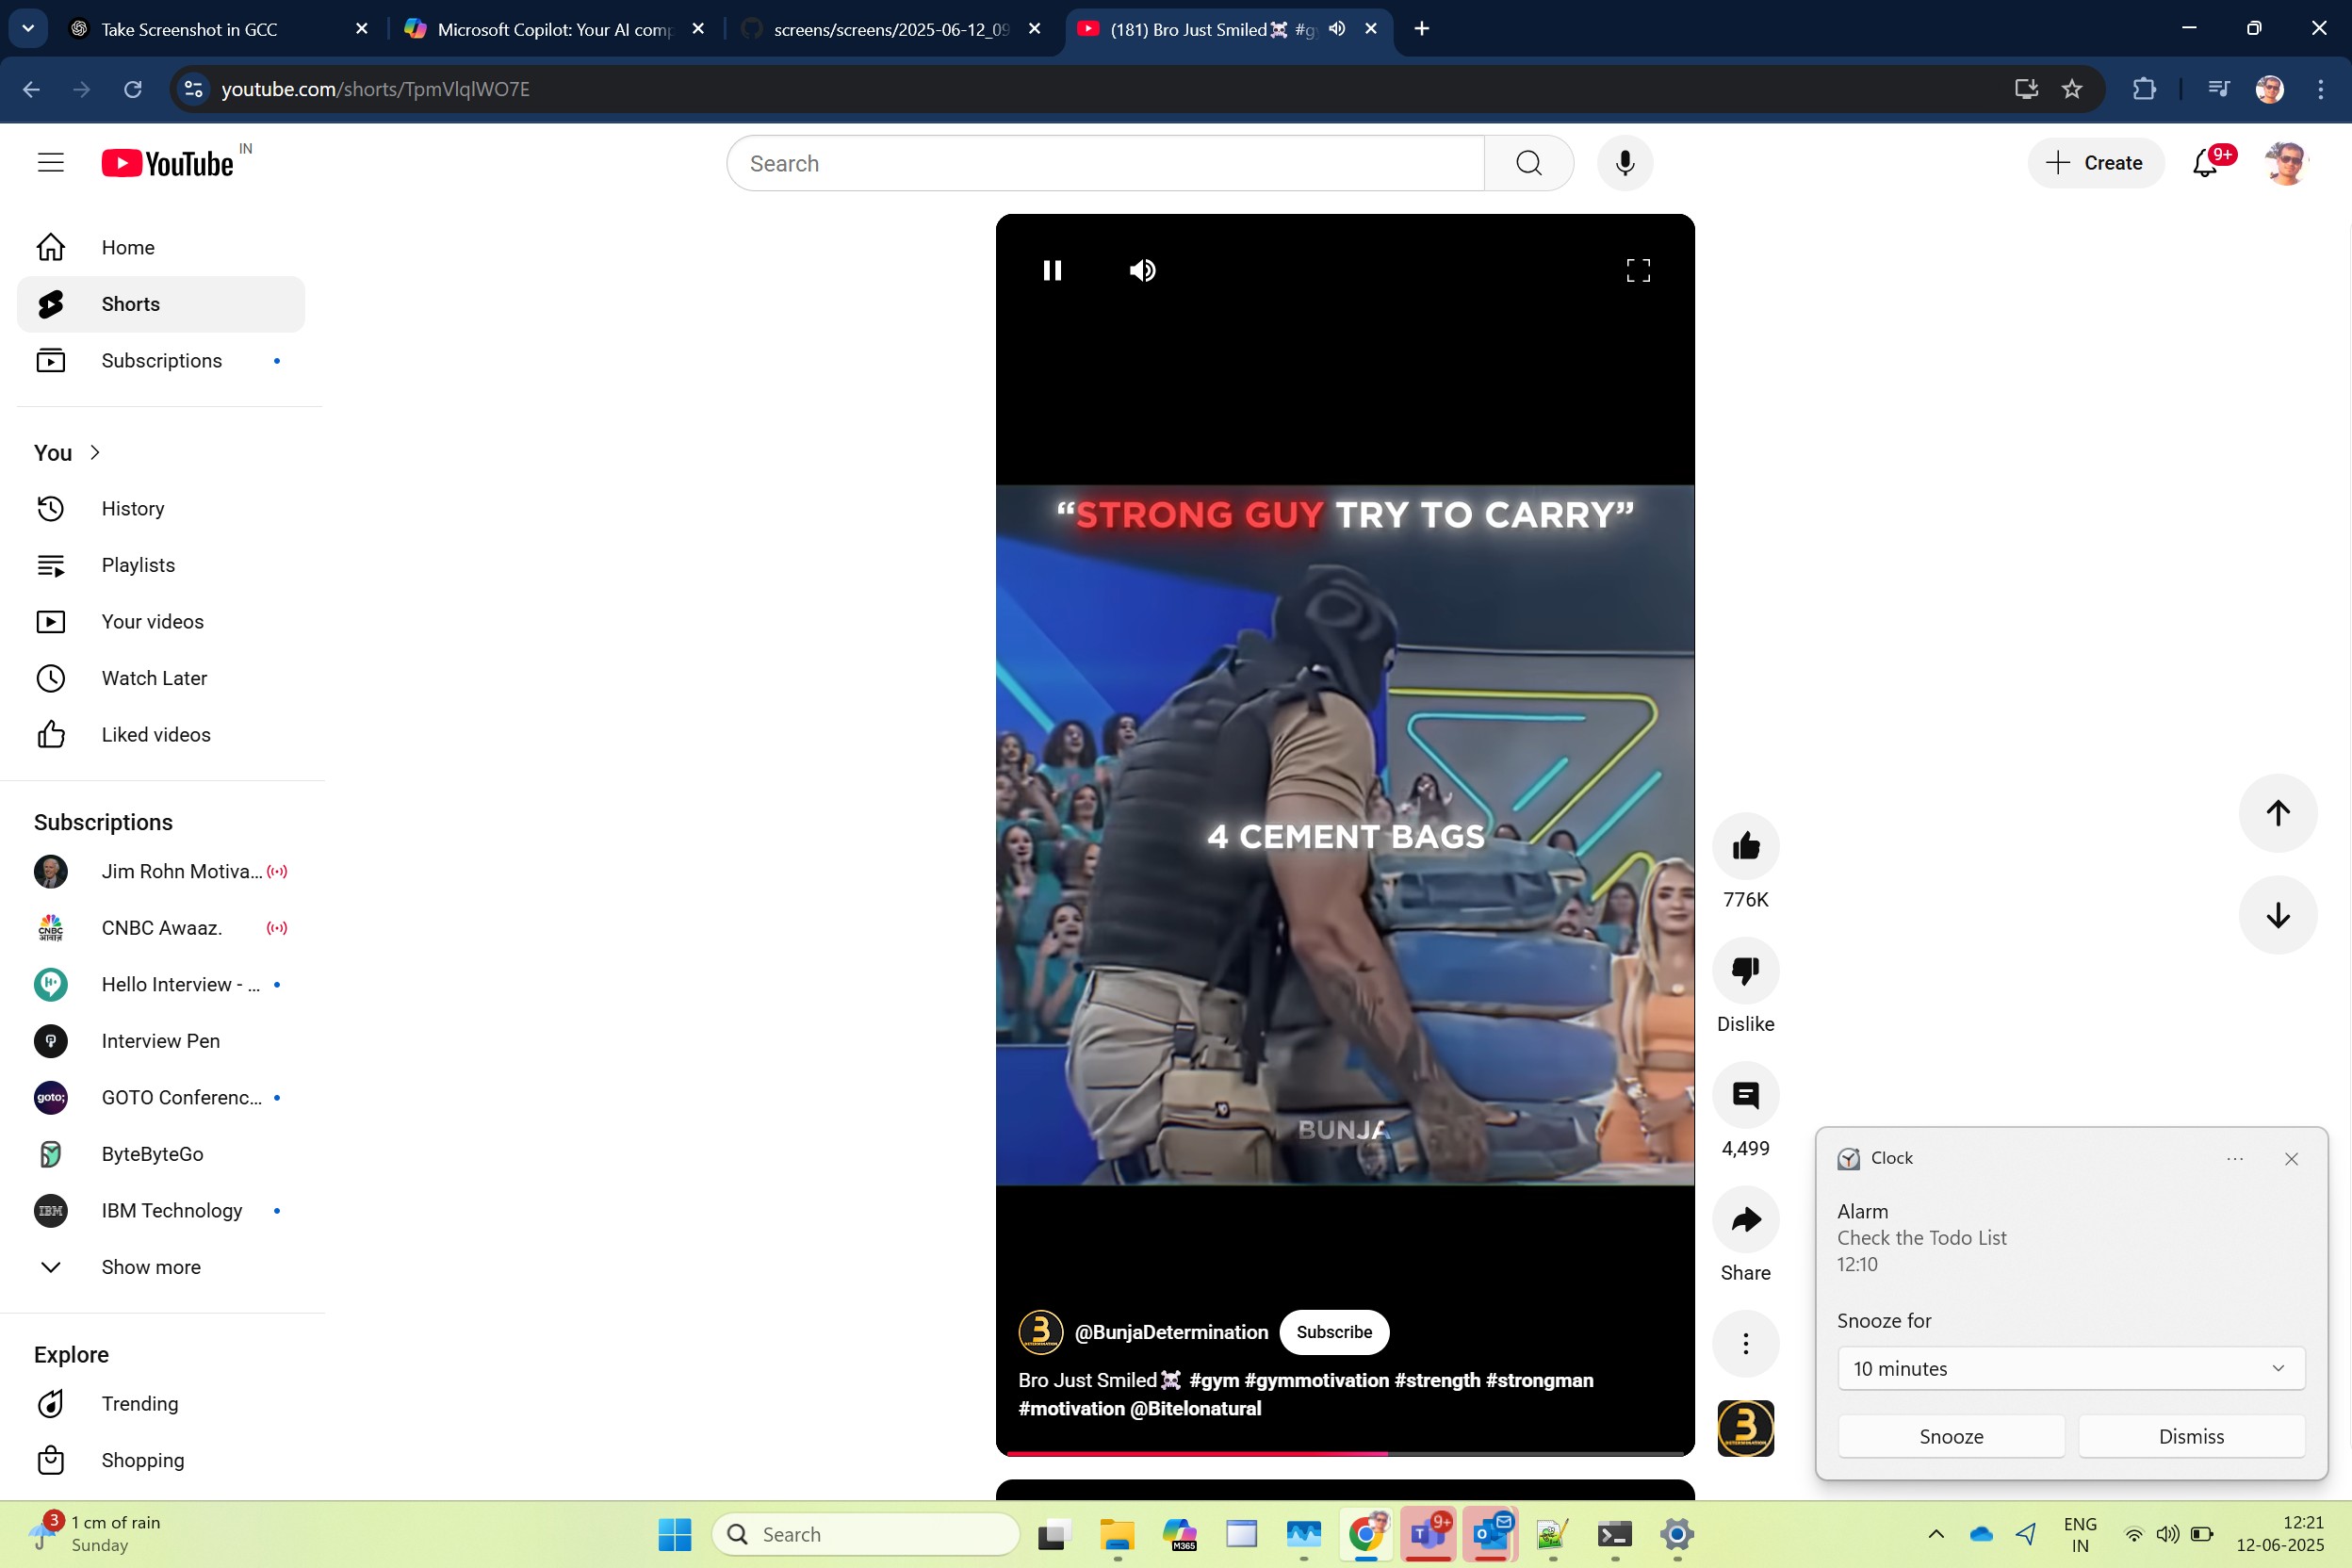 Take Screenshot in GCC
Microsoft Copilot: Your AI comp
screens/screens/2025-06-12_09
(181) Bro Just Smiled☠️ #g
youtube.com/shorts/TpmVlqlWO7E
YouTube IN
Search
Create
9+
Home
Shorts
Subscriptions
You
History
Playlists
Your videos
Watch Later
Liked videos
Subscriptions
Jim Rohn Motiva...
CNBC Awaaz.
Hello Interview - ...
Interview Pen
GOTO Conferenc...
ByteByteGo
IBM Technology
Show more
Explore
Trending
Shopping
“STRONG GUY TRY TO CARRY”
4 CEMENT BAGS
BUNJA
@BunjaDetermination
Subscribe
Bro Just Smiled☠️ #gym #gymmotivation #strength #strongman
#motivation @Bitelonatural
776K
Dislike
4,499
Share
Clock
Alarm
Check the Todo List
12:10
Snooze for
10 minutes
Snooze
Dismiss
3
1 cm of rain
Sunday
Search
M365
9+
ENG
IN
12:21
12-06-2025